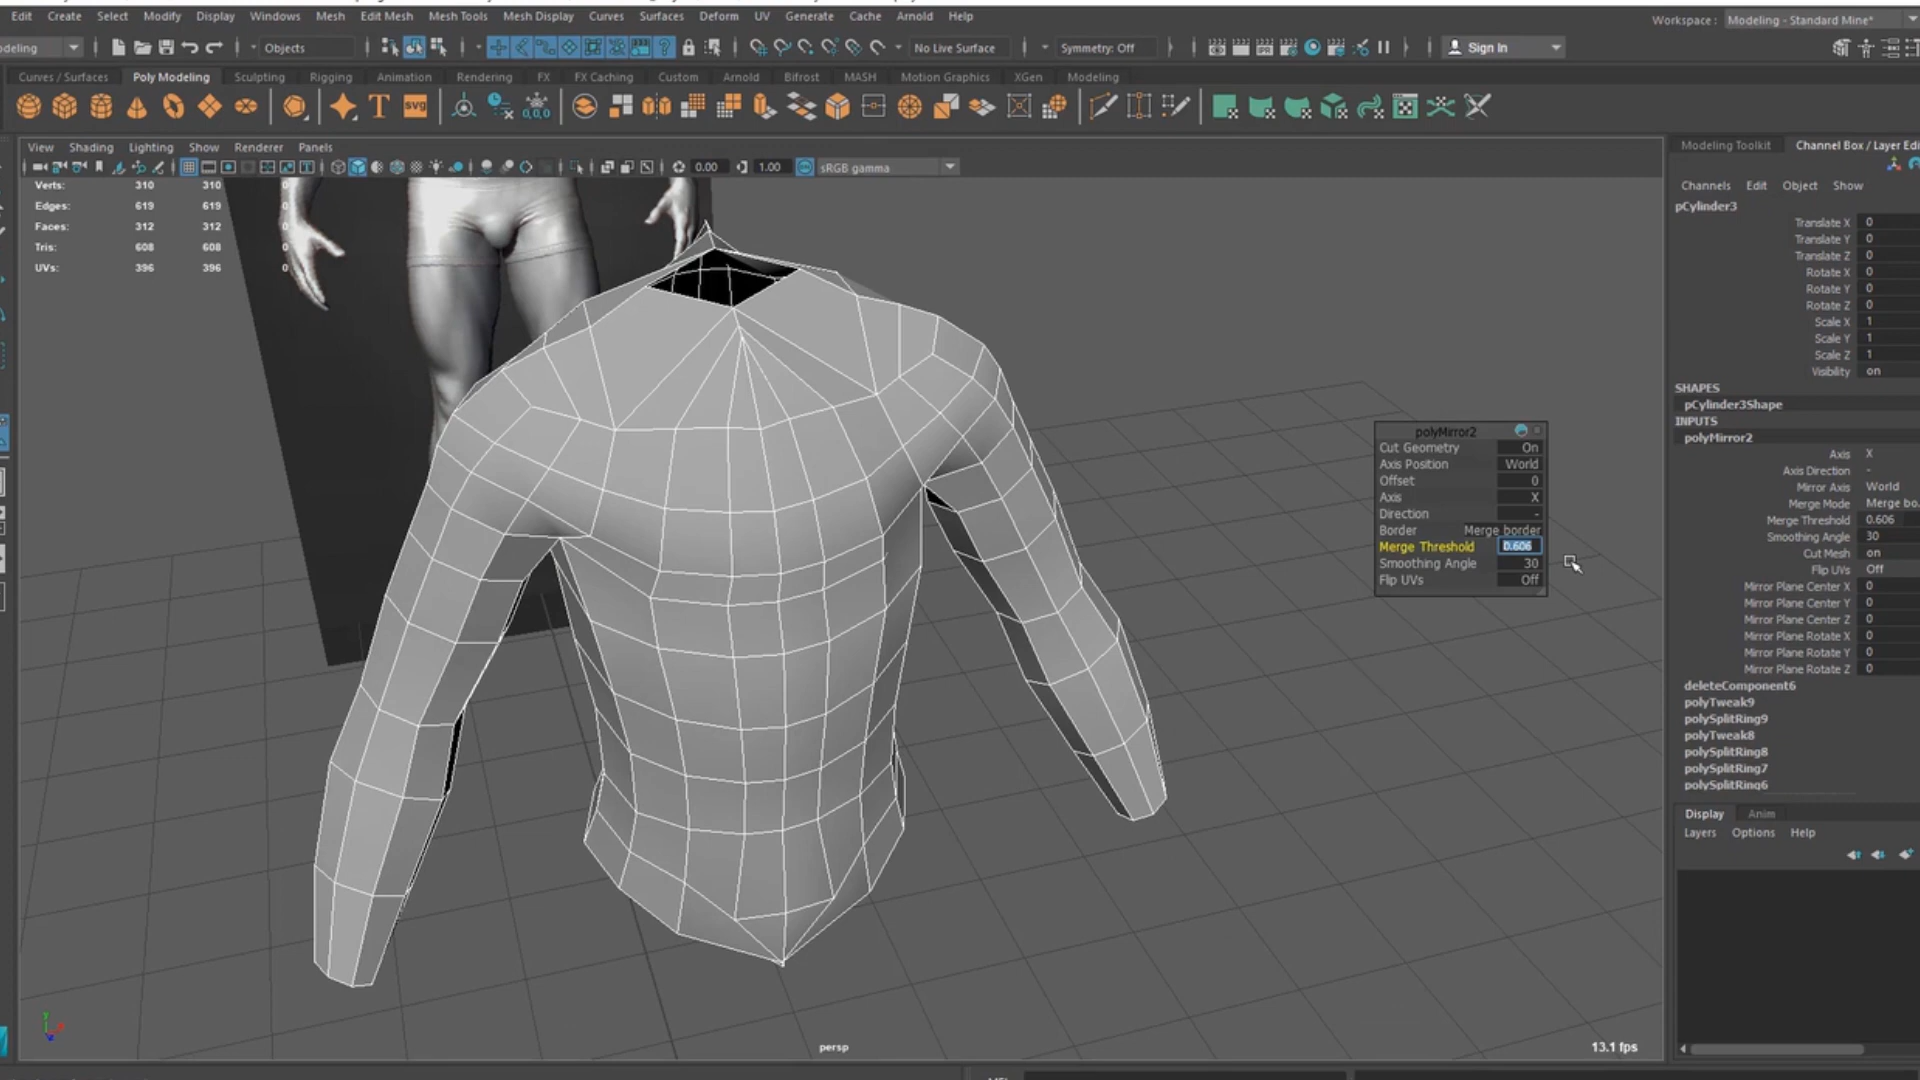 Edit Create Select Modify Display Windows Mesh Edit Mesh Mesh Tools Mesh Display Curves Surfaces Deform UV Generate Cache Arnold Help
Workspace : Modeling - Standard Mine*
deling Objects No Live Surface Symmetry: Off Sign In
Curves / Surfaces Poly Modeling Sculpting Rigging Animation Rendering FX FX Caching Custom Arnold Bifrost MASH Motion Graphics XGen Modeling
T svg 0,0,0
View Shading Lighting Show Renderer Panels
0.00 1.00 sRGB gamma
Verts: 310 310 0
Edges: 619 619 0
Faces: 312 312 0
Tris: 608 608 0
UVs: 396 396 0
polyMirror2
Cut Geometry On
Axis Position World
Offset 0
Axis X
Direction -
Border Merge border
Merge Threshold 0.606
Smoothing Angle 30
Flip UVs Off
persp
13.1 fps
Modeling Toolkit Channel Box / Layer Edi
Channels Edit Object Show
pCylinder3
Translate X 0
Translate Y 0
Translate Z 0
Rotate X 0
Rotate Y 0
Rotate Z 0
Scale X 1
Scale Y 1
Scale Z 1
Visibility on
SHAPES
pCylinder3Shape
INPUTS
polyMirror2
Axis X
Axis Direction -
Mirror Axis World
Merge Mode Merge bo.
Merge Threshold 0.606
Smoothing Angle 30
Cut Mesh on
Flip UVs Off
Mirror Plane Center X 0
Mirror Plane Center Y 0
Mirror Plane Center Z 0
Mirror Plane Rotate X 0
Mirror Plane Rotate Y 0
Mirror Plane Rotate Z 0
deleteComponent6
polyTweak9
polySplitRing9
polyTweak8
polySplitRing8
polySplitRing7
polySplitRing6
Display Anim
Layers Options Help